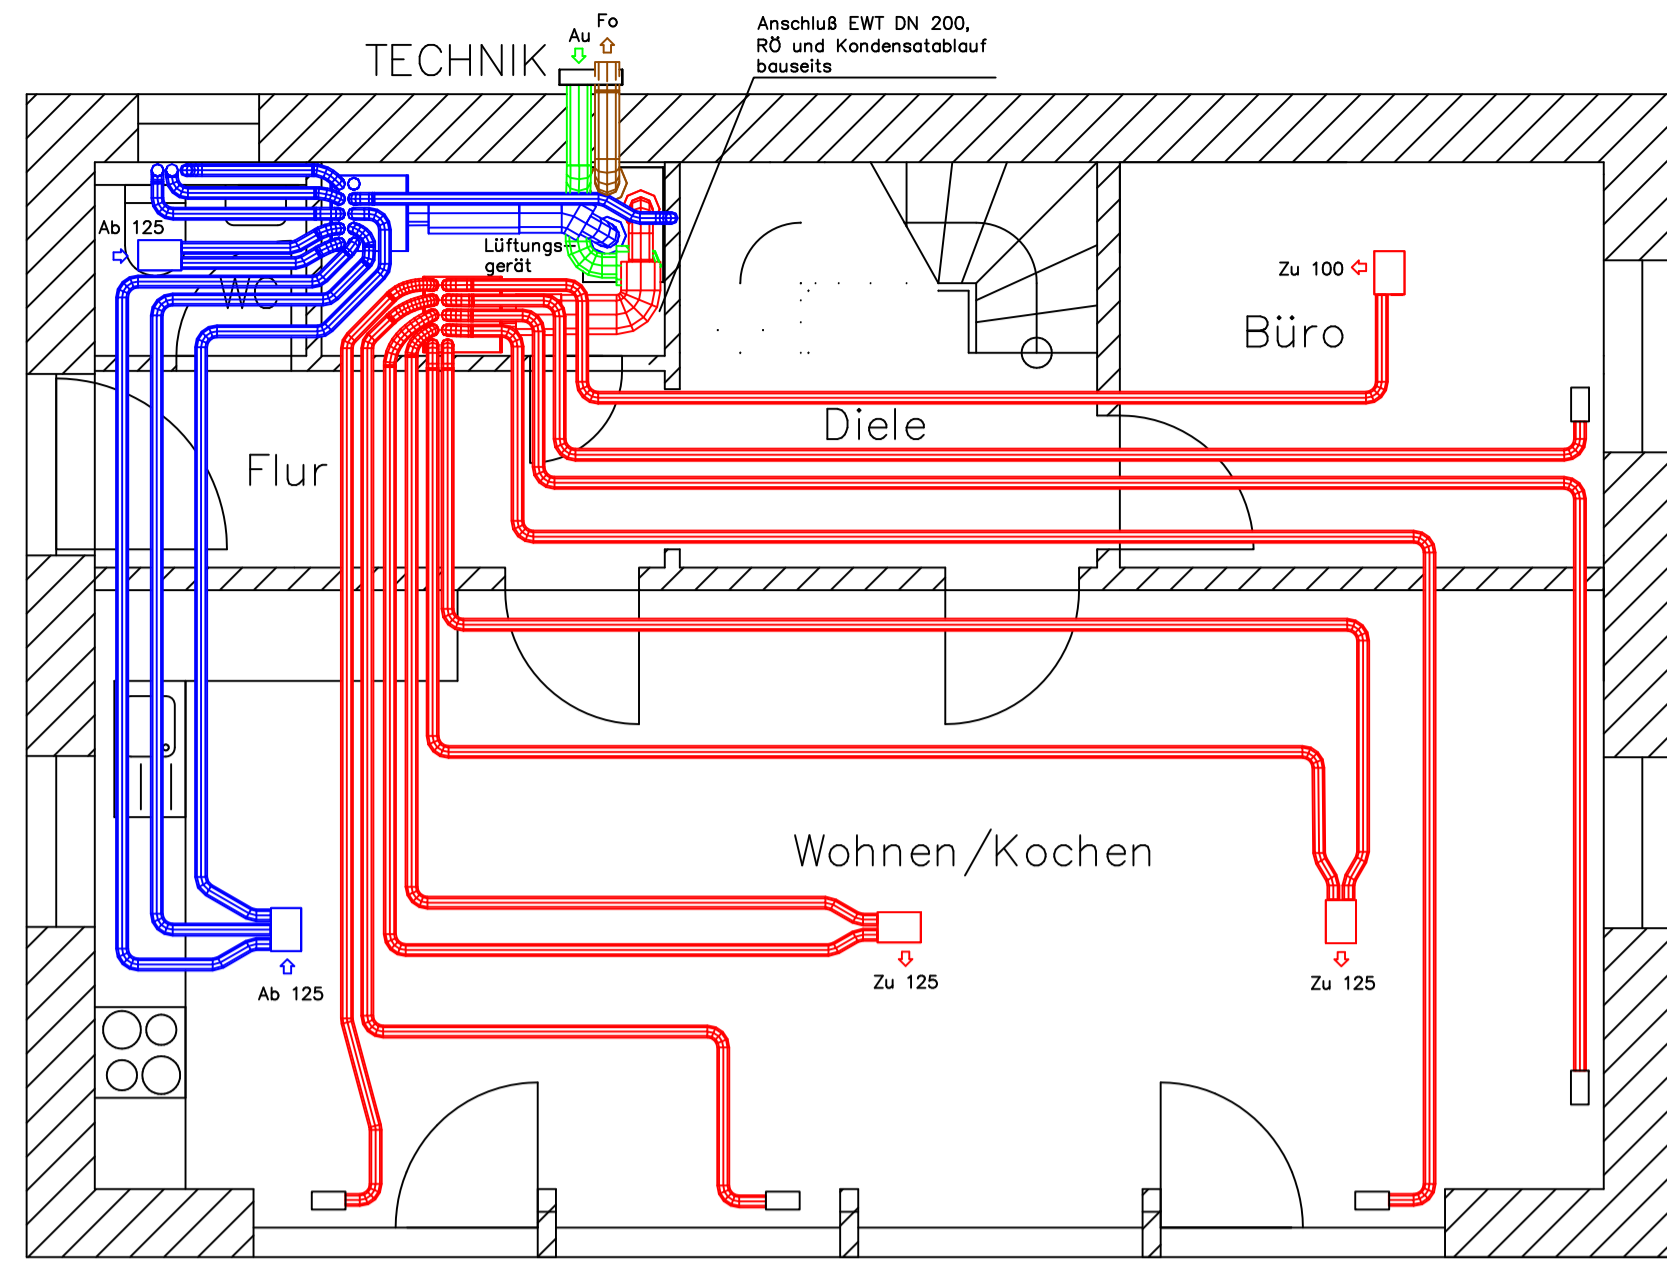 Fo
Au
TECHNIK
Anschluß EWT DN 200,
RÖ und Kondensatablauf
bauseits
Ab 125
Lüftungs-
gerät
WC
Zu 100
Büro
Diele
Flur
Wohnen/Kochen
Zu 125
Zu 125
Ab 125